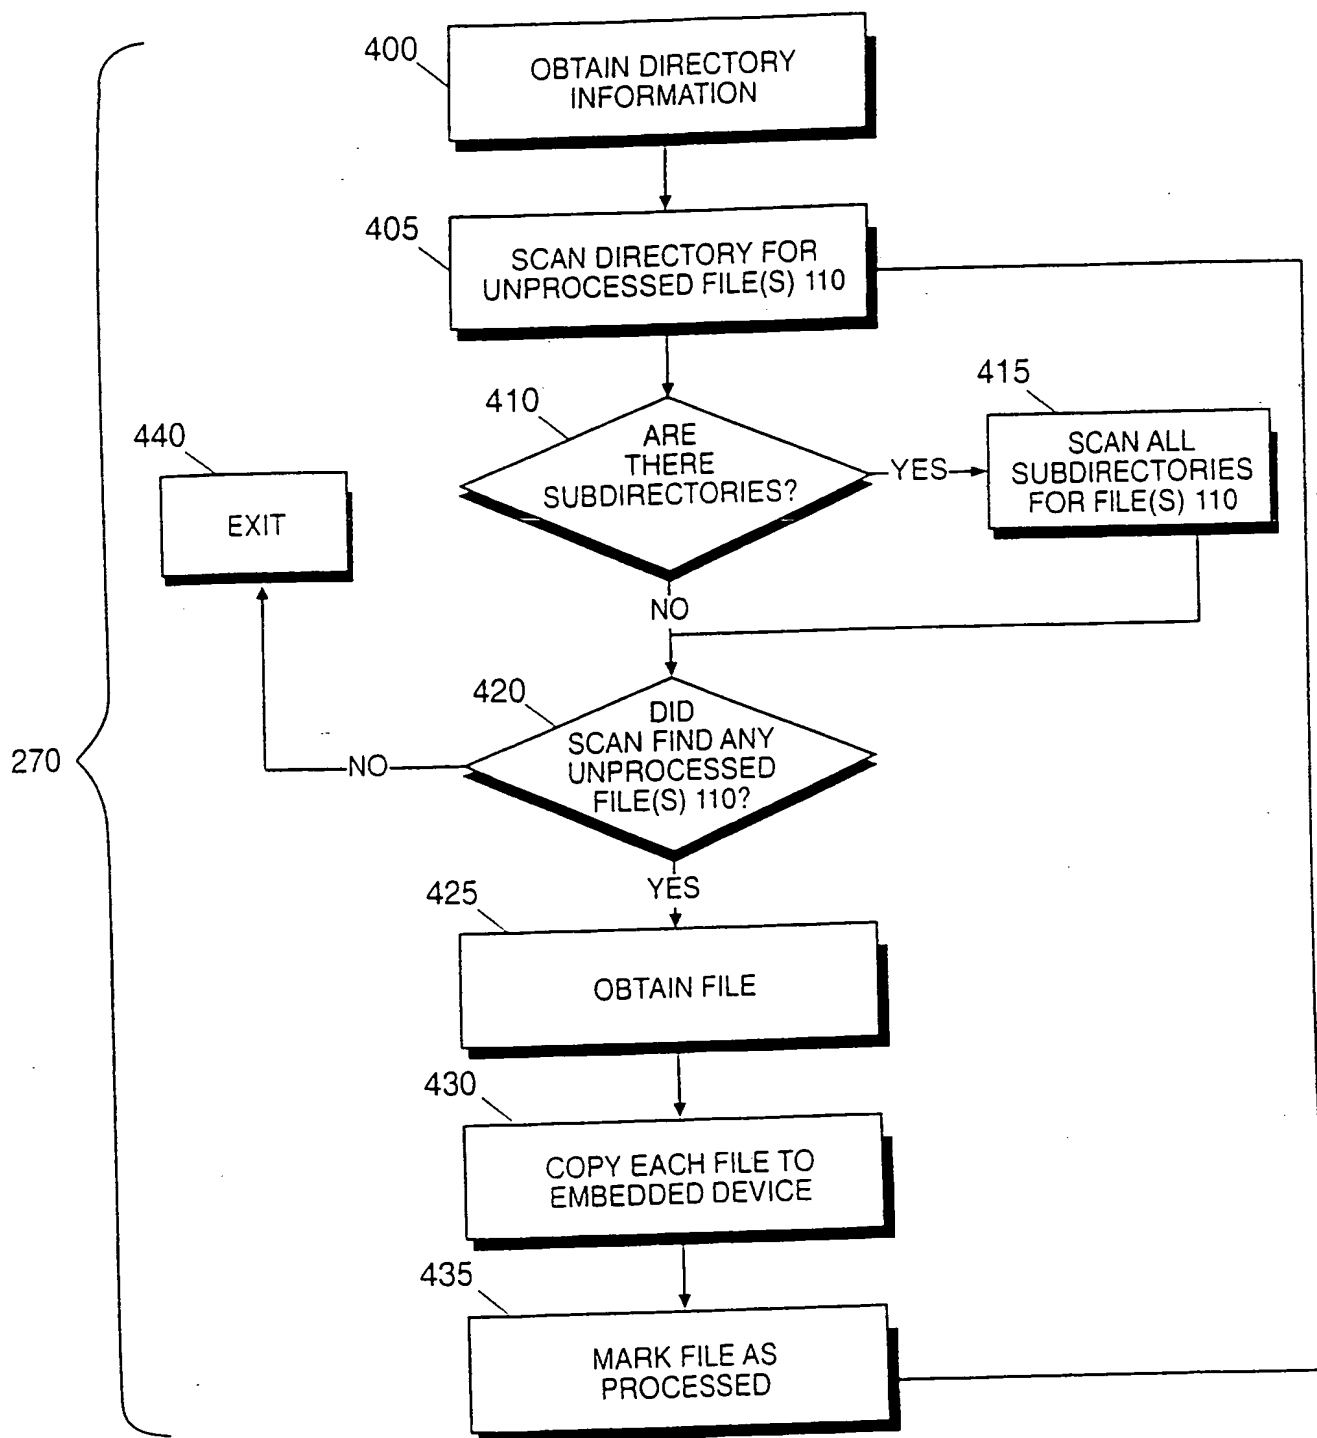 400
OBTAIN DIRECTORY
INFORMATION
405
SCAN DIRECTORY FOR
UNPROCESSED FILE(S) 110
410
ARE
THERE
SUBDIRECTORIES?
YES
415
SCAN ALL
SUBDIRECTORIES
FOR FILE(S) 110
440
EXIT
NO
420
DID
SCAN FIND ANY
UNPROCESSED
FILE(S) 110?
NO
270
YES
425
OBTAIN FILE
430
COPY EACH FILE TO
EMBEDDED DEVICE
435
MARK FILE AS
PROCESSED